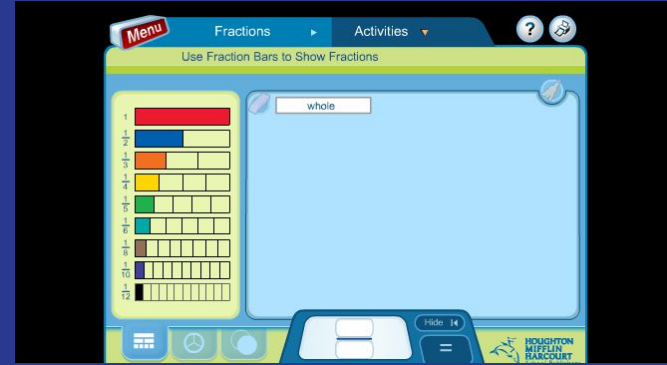 Menu
Fractions
Activities
?
Use Fraction Bars to Show Fractions
whole
1
1/2
1/3
1/4
1/5
1/6
1/8
1/10
1/12
Hide
=
HOUGHTON
MIFFLIN
HARCOURT